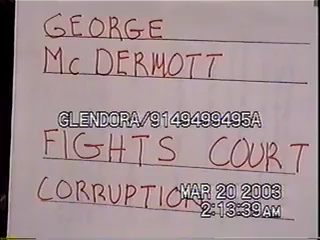 GEORGE
McDERMOTT
GLENDORA/9149499495A
FIGHTS COURT
CORRUPTION
MAR 20 2003
2:13:39AM